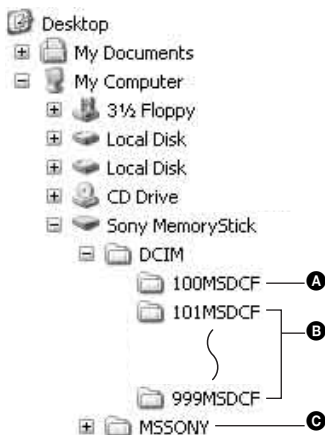 Desktop
My Documents
My Computer
3½ Floppy
Local Disk
Local Disk
CD Drive
Sony MemoryStick
DCIM
100MSDCF A
101MSDCF
B
999MSDCF
MSSONY C